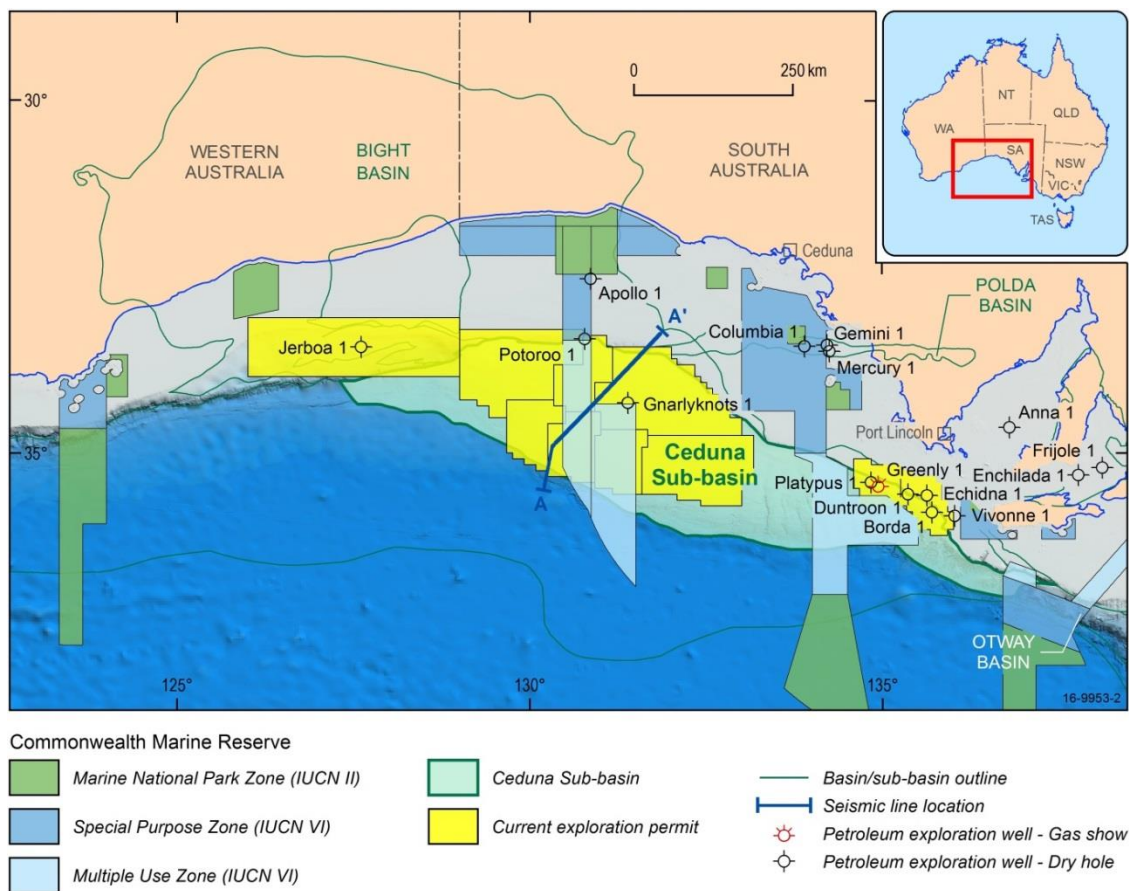 0
250 km
30°
WESTERN
AUSTRALIA
BIGHT
BASIN
SOUTH
AUSTRALIA
NT
QLD
WA
SA
NSW
VIC
TAS
Ceduna
POLDA
BASIN
Apollo 1
A'
Columbia 1
Gemini 1
Mercury 1
Jerboa 1
Potoroo 1
Gnarlyknots 1
Anna 1
Port Lincoln
Frijole 1
35°
Ceduna
Sub-basin
Greenly 1
Enchilada 1
Platypus 1
Echidna 1
A
Duntroon 1
Vivonne 1
Borda 1
OTWAY
BASIN
125°
130°
135°
16-9953-2
Commonwealth Marine Reserve
Marine National Park Zone (IUCN II)
Special Purpose Zone (IUCN VI)
Multiple Use Zone (IUCN VI)
Ceduna Sub-basin
Current exploration permit
Basin/sub-basin outline
Seismic line location
Petroleum exploration well - Gas show
Petroleum exploration well - Dry hole